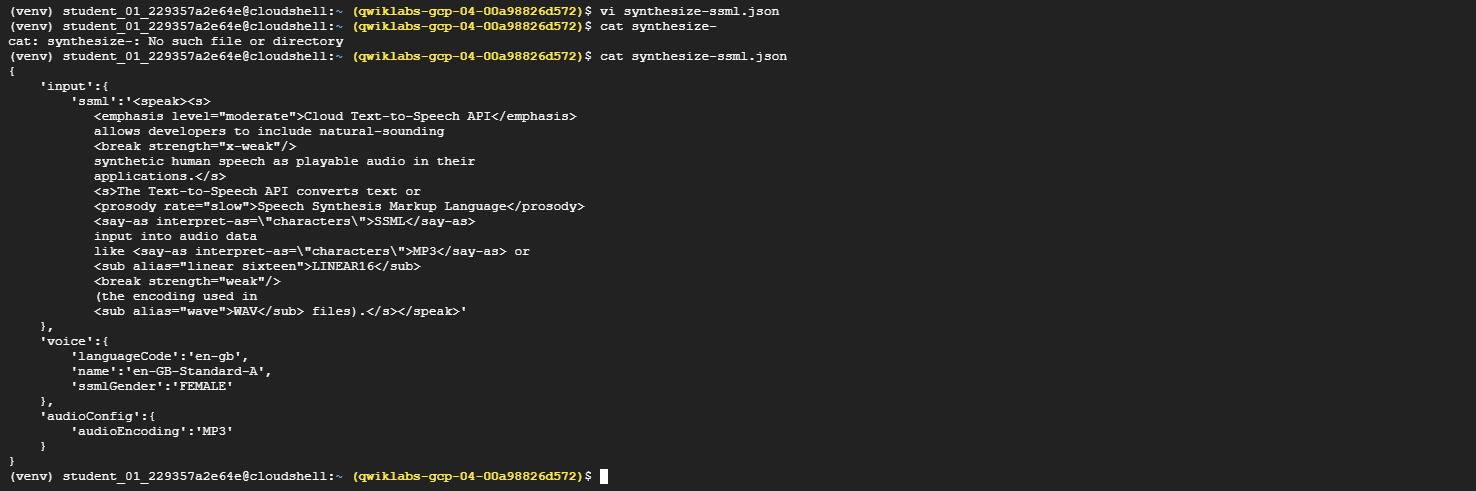 (venv) student_01_229357a2e64e@cloudshell:~ (qwiklabs-gcp-04-00a98826d572)$ vi synthesize-ssml.json
(venv) student_01_229357a2e64e@cloudshell:~ (qwiklabs-gcp-04-00a98826d572)$ cat synthesize-
cat: synthesize-: No such file or directory
(venv) student_01_229357a2e64e@cloudshell:~ (qwiklabs-gcp-04-00a98826d572)$ cat synthesize-ssml.json
{
    'input':{
        'ssml':'<speak><s>
           <emphasis level="moderate">Cloud Text-to-Speech API</emphasis>
           allows developers to include natural-sounding
           <break strength="x-weak"/>
           synthetic human speech as playable audio in their
           applications.</s>
           <s>The Text-to-Speech API converts text or
           <prosody rate="slow">Speech Synthesis Markup Language</prosody>
           <say-as interpret-as=\"characters\">SSML</say-as>
           input into audio data
           like <say-as interpret-as=\"characters\">MP3</say-as> or
           <sub alias="linear sixteen">LINEAR16</sub>
           <break strength="weak"/>
           (the encoding used in
           <sub alias="wave">WAV</sub> files).</s></speak>'
    },
    'voice':{
        'languageCode':'en-gb',
        'name':'en-GB-Standard-A',
        'ssmlGender':'FEMALE'
    },
    'audioConfig':{
        'audioEncoding':'MP3'
    }
}
(venv) student_01_229357a2e64e@cloudshell:~ (qwiklabs-gcp-04-00a98826d572)$